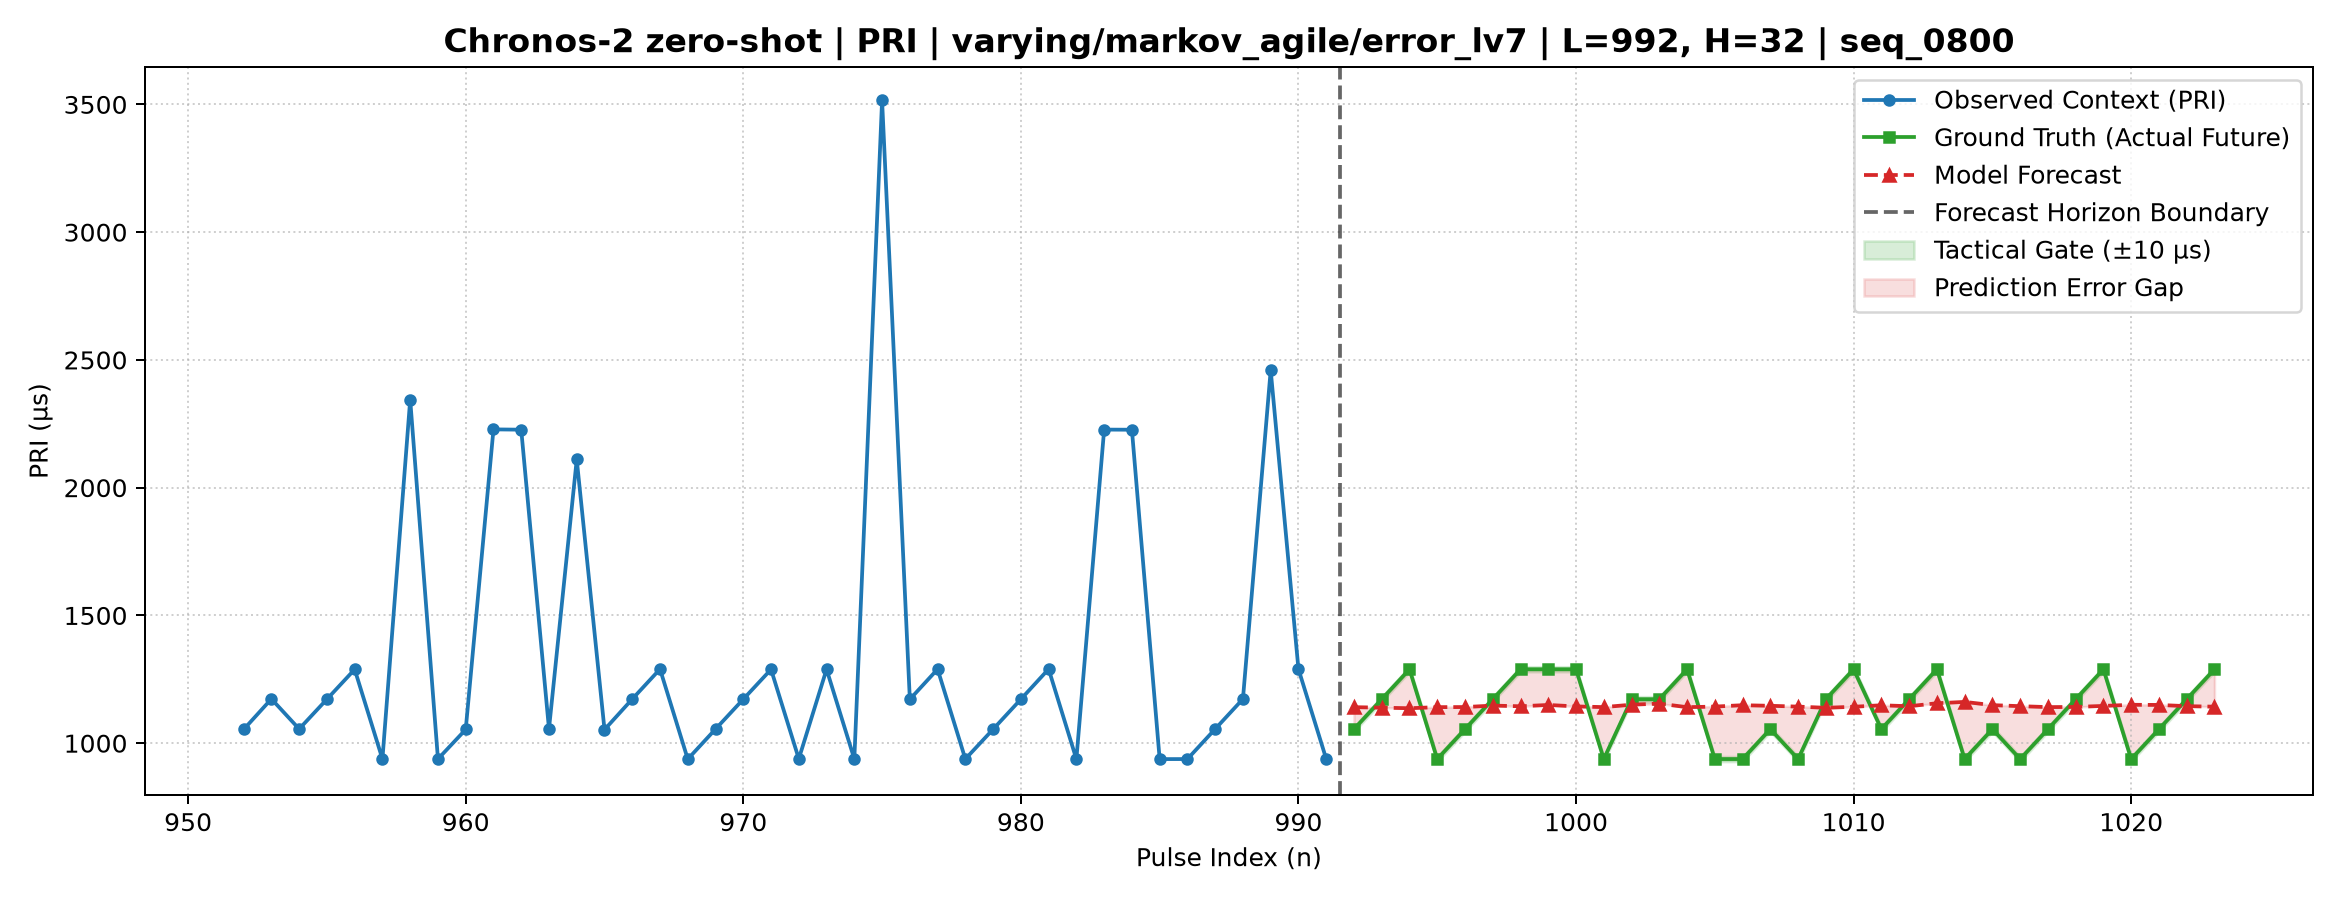 Chronos-2 zero-shot | PRI | varying/markov_agile/error_lv7 | L=992, H=32 | seq_0800
Observed Context (PRI)
Ground Truth (Actual Future)
Model Forecast
Forecast Horizon Boundary
Tactical Gate (±10 μs)
Prediction Error Gap
PRI (μs)
3500
3000
2500
2000
1500
1000
950
960
970
980
990
1000
1010
1020
Pulse Index (n)